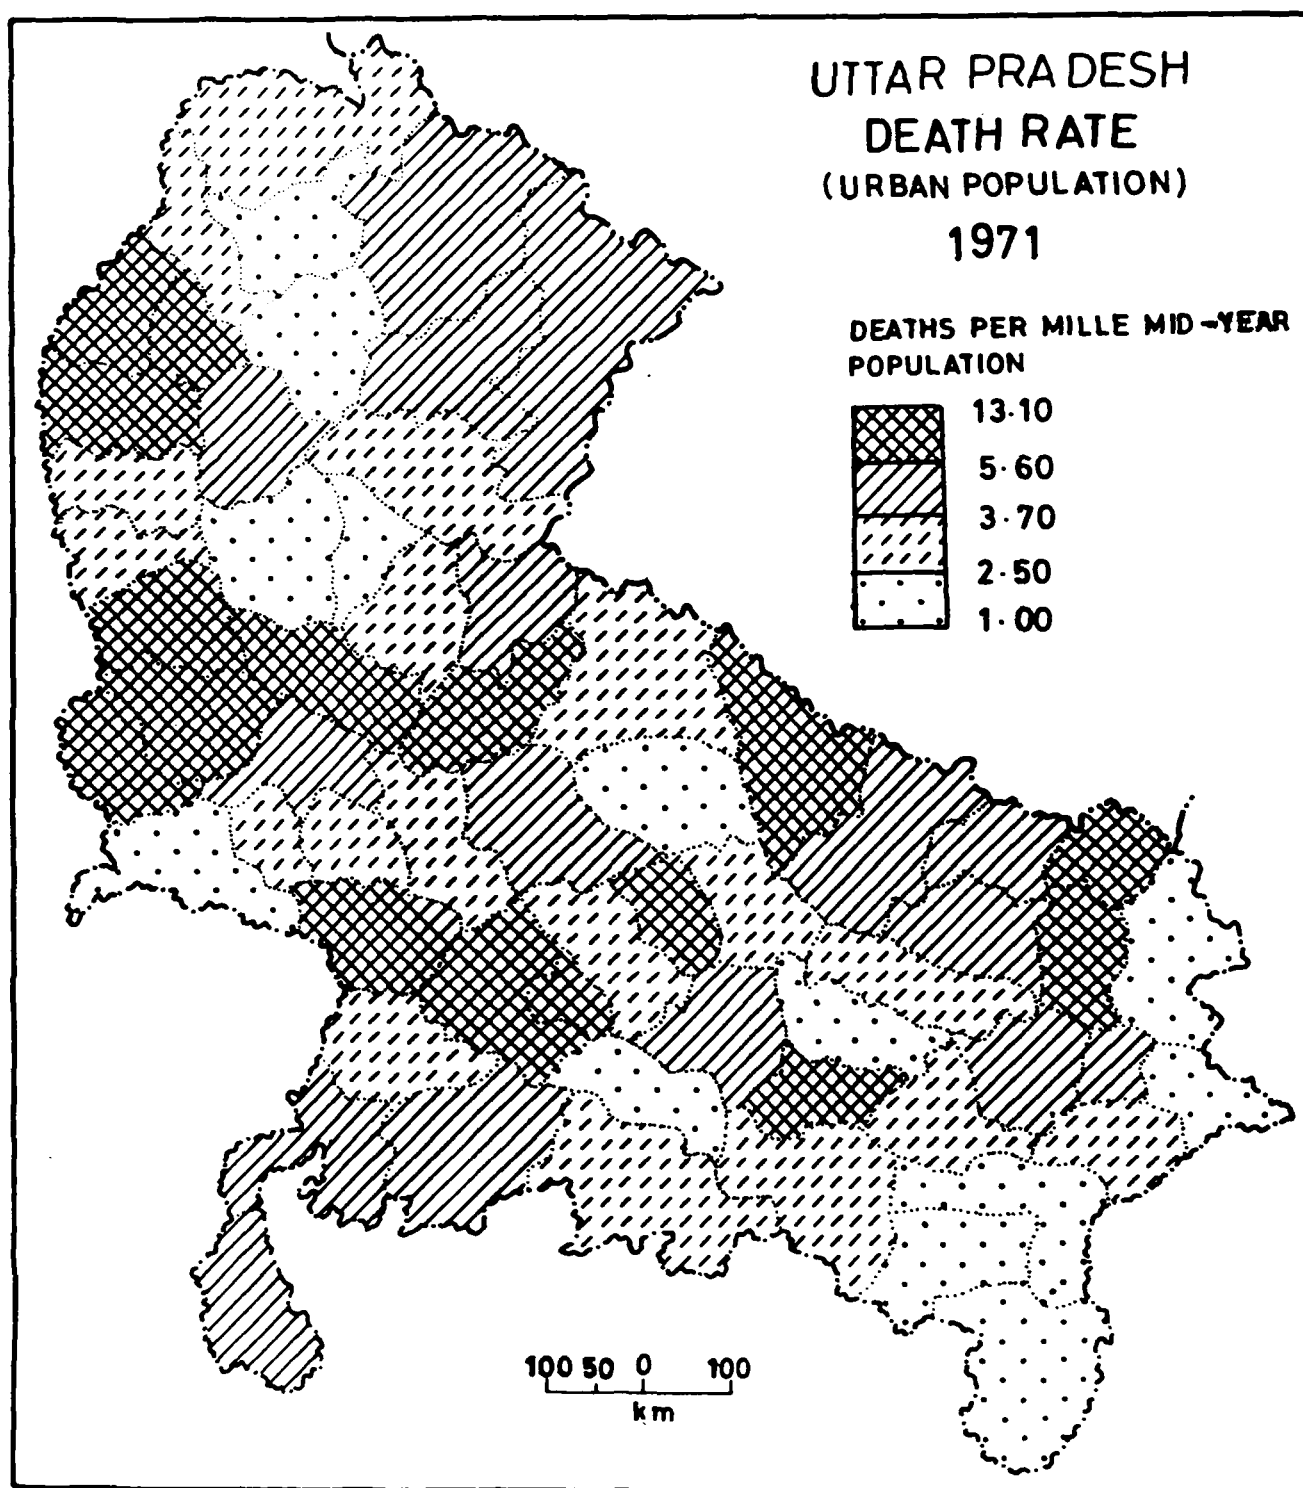 UTTAR PRADESH
DEATH RATE
(URBAN POPULATION)
1971
DEATHS PER MILLE MID-YEAR
POPULATION
13·10
5·60
3·70
2·50
1·00
100 50 0 100
km